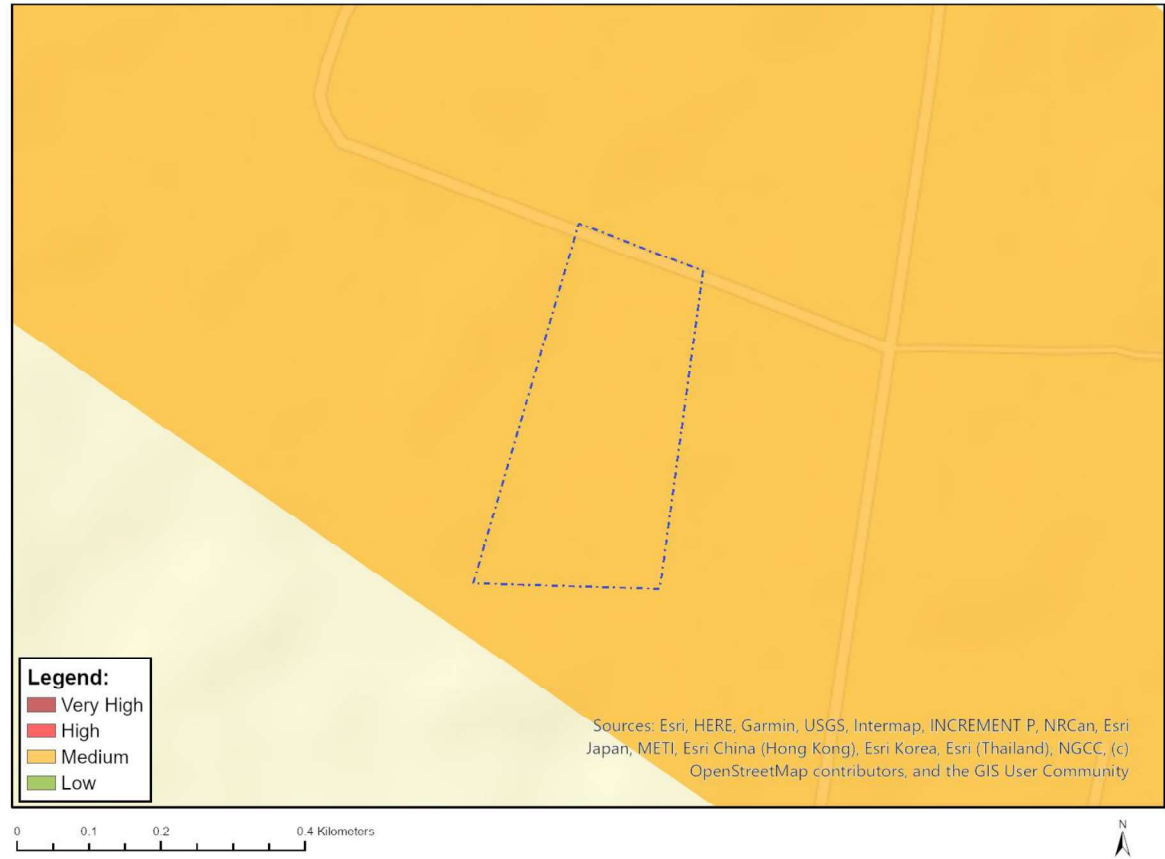 Legend:
Very High
High
Medium
Low
Sources: Esri, HERE, Garmin, USGS, Intermap, INCREMENT P, NRCan, Esri
Japan, METI, Esri China (Hong Kong), Esri Korea, Esri (Thailand), NGCC, (c)
OpenStreetMap contributors, and the GIS User Community
0 0.1 0.2 0.4 Kilometers
N